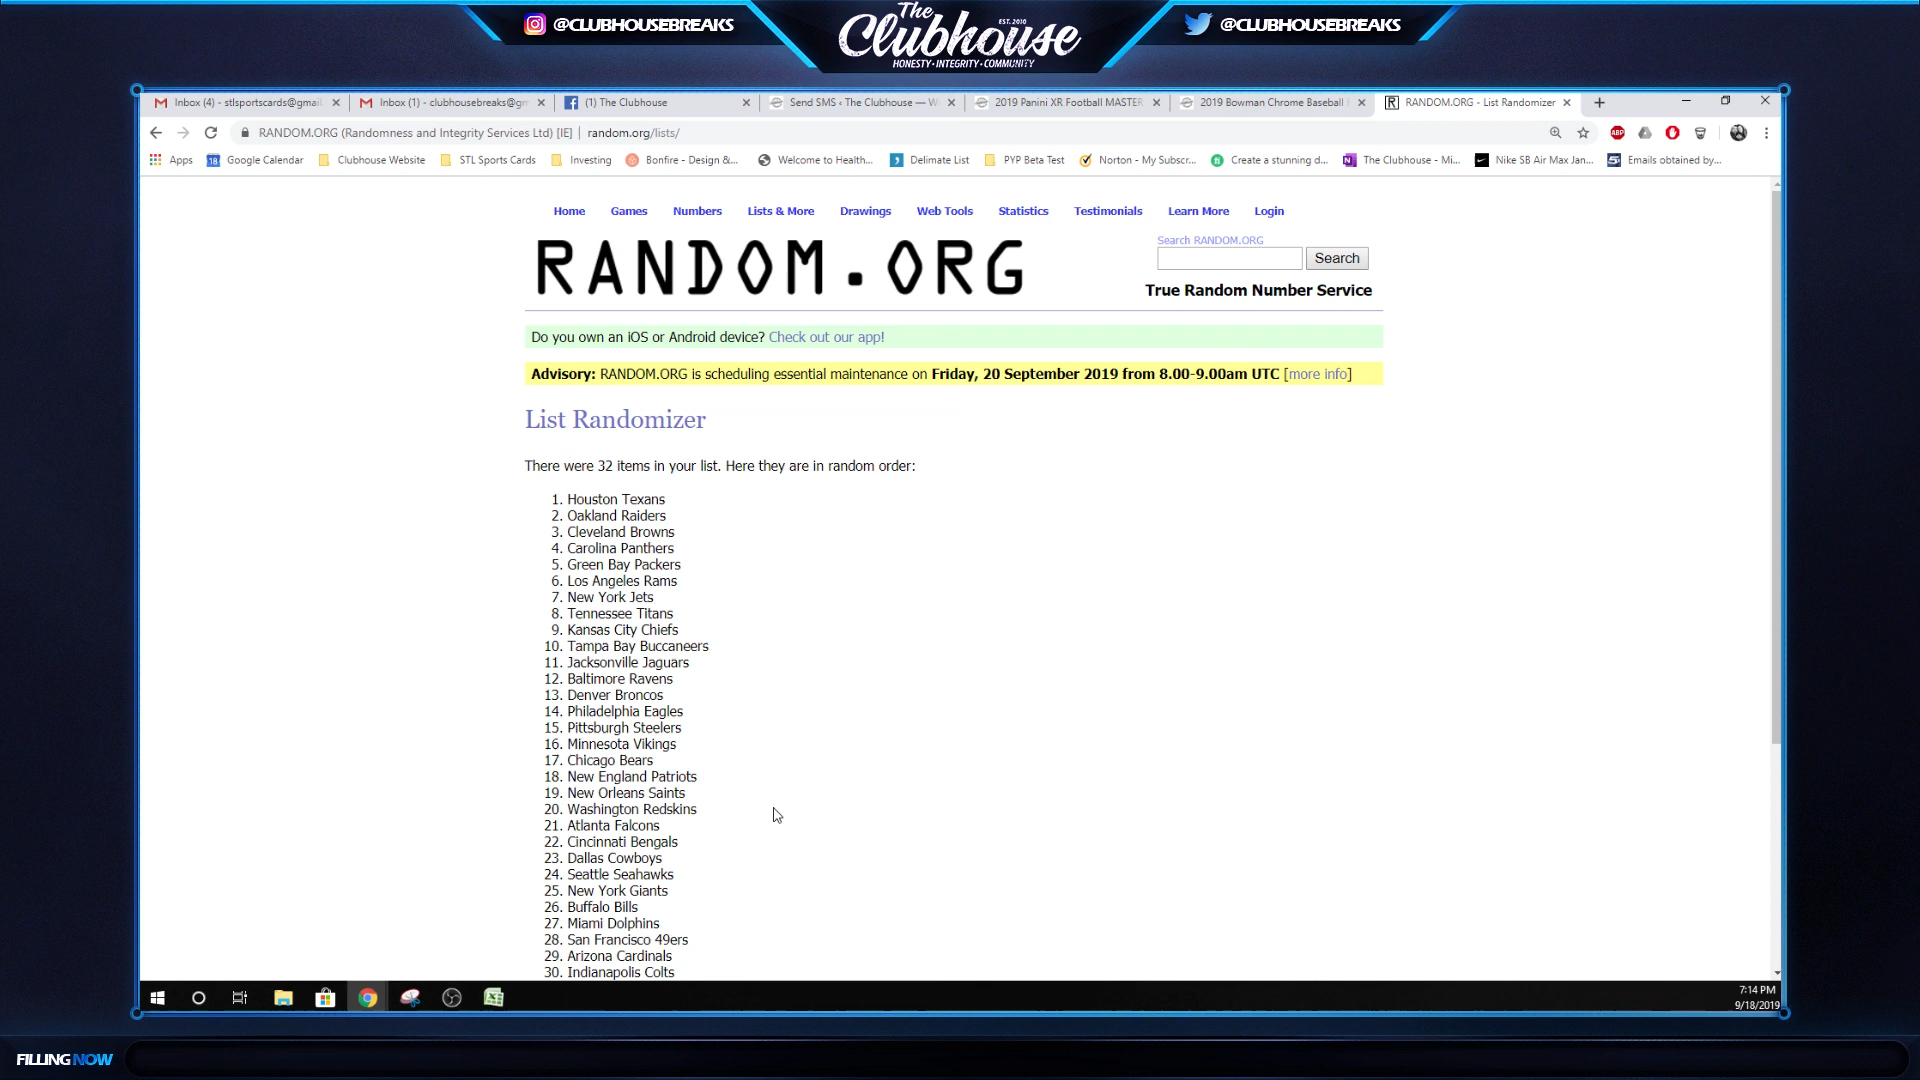 @CLUBHOUSEBREAKS
The Clubhouse
EST. 2010
HONESTY • INTEGRITY • COMMUNITY
@CLUBHOUSEBREAKS
Inbox (4) - stlsportscards@gmail
Inbox (1) - clubhousebreaks@gm
(1) The Clubhouse
Send SMS ‹ The Clubhouse — W
2019 Panini XR Football MASTER
2019 Bowman Chrome Baseball
RANDOM.ORG - List Randomizer
RANDOM.ORG (Randomness and Integrity Services Ltd) [IE] | random.org/lists/
Apps
Google Calendar
Clubhouse Website
STL Sports Cards
Investing
Bonfire - Design &...
Welcome to Health...
Delimate List
PYP Beta Test
Norton - My Subscr...
Create a stunning d...
The Clubhouse - Mi...
Nike SB Air Max Jan...
Emails obtained by...
Home Games Numbers Lists & More Drawings Web Tools Statistics Testimonials Learn More Login
RANDOM.ORG
Search RANDOM.ORG
Search
True Random Number Service
Do you own an iOS or Android device? Check out our app!
Advisory: RANDOM.ORG is scheduling essential maintenance on Friday, 20 September 2019 from 8.00-9.00am UTC [more info]
List Randomizer
There were 32 items in your list. Here they are in random order:
1. Houston Texans
2. Oakland Raiders
3. Cleveland Browns
4. Carolina Panthers
5. Green Bay Packers
6. Los Angeles Rams
7. New York Jets
8. Tennessee Titans
9. Kansas City Chiefs
10. Tampa Bay Buccaneers
11. Jacksonville Jaguars
12. Baltimore Ravens
13. Denver Broncos
14. Philadelphia Eagles
15. Pittsburgh Steelers
16. Minnesota Vikings
17. Chicago Bears
18. New England Patriots
19. New Orleans Saints
20. Washington Redskins
21. Atlanta Falcons
22. Cincinnati Bengals
23. Dallas Cowboys
24. Seattle Seahawks
25. New York Giants
26. Buffalo Bills
27. Miami Dolphins
28. San Francisco 49ers
29. Arizona Cardinals
30. Indianapolis Colts
7:14 PM
9/18/2019
FILLING NOW